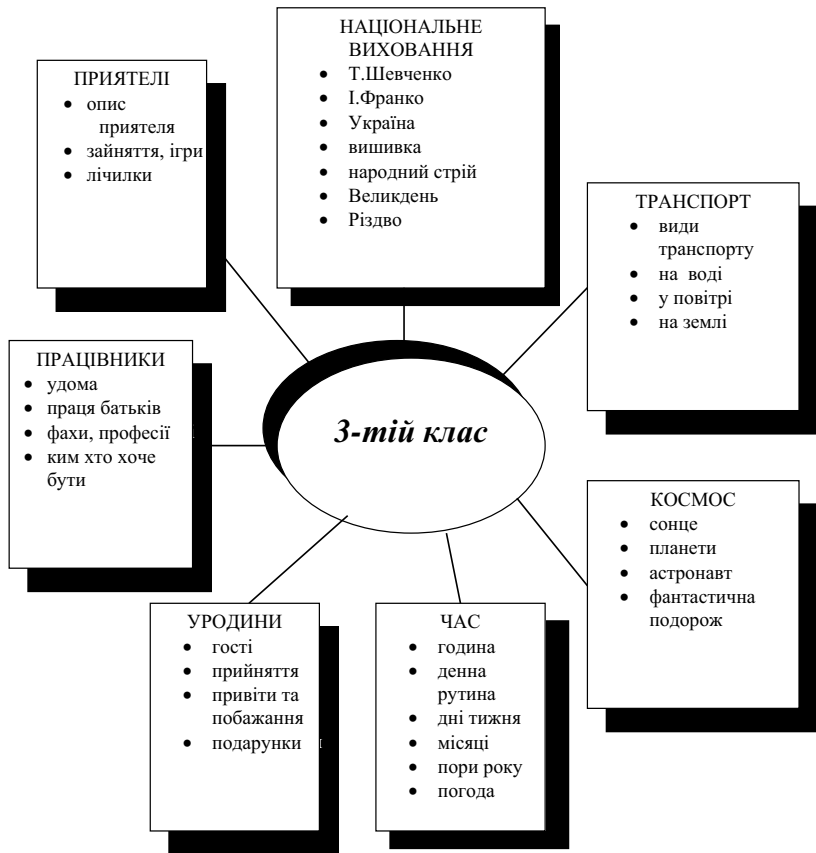 НАЦІОНАЛЬНЕ
ВИХОВАННЯ
• Т.Шевченко
• І.Франко
• Україна
• вишивка
• народний стрій
• Великдень
• Різдво
ПРИЯТЕЛІ
• опис
приятеля
• зайняття, ігри
• лічилки
ТРАНСПОРТ
• види
транспорту
• на воді
• у повітрі
• на землі
ПРАЦІВНИКИ
• удома
• праця батьків
• фахи, професії
• ким хто хоче
бути
3-тій клас
КОСМОС
• сонце
• планети
• астронавт
• фантастична
подорож
УРОДИНИ
• гості
• прийняття
• привіти та
побажання
• подарунки
ЧАС
• година
• денна
рутина
• дні тижня
• місяці
• пори року
• погода